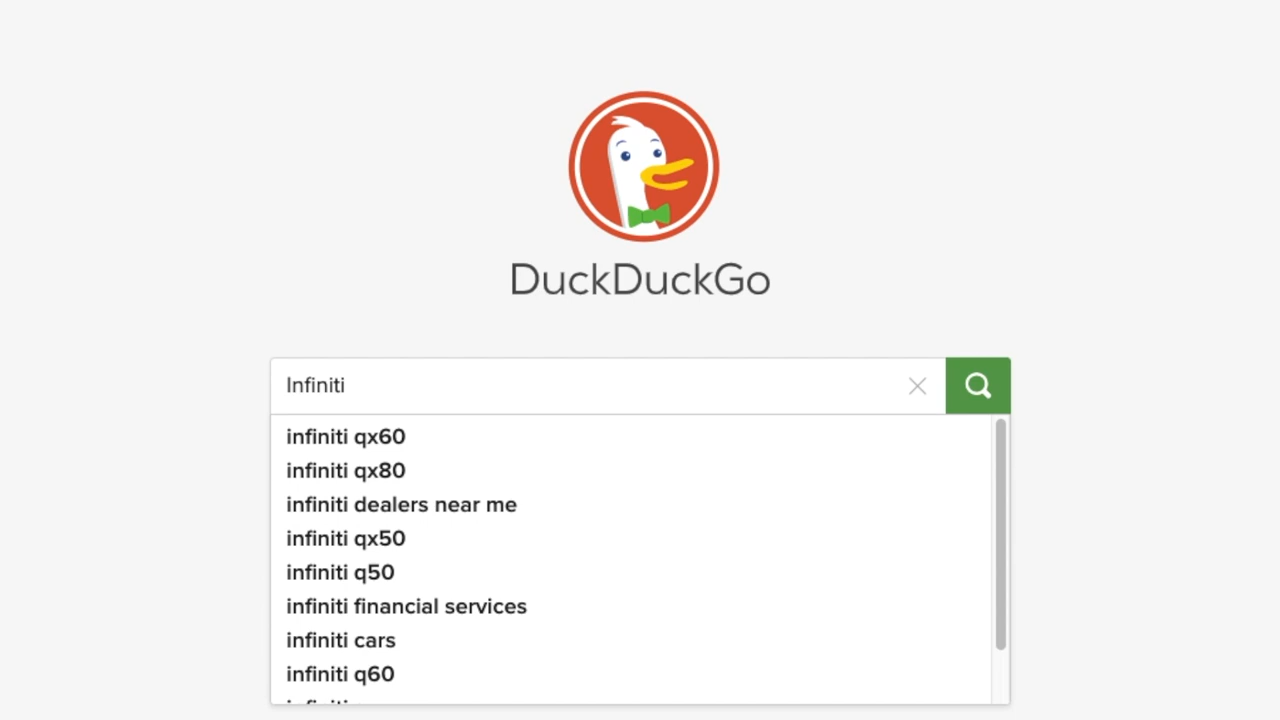 DuckDuckGo
Infiniti
infiniti qx60
infiniti qx80
infiniti dealers near me
infiniti qx50
infiniti q50
infiniti financial services
infiniti cars
infiniti q60